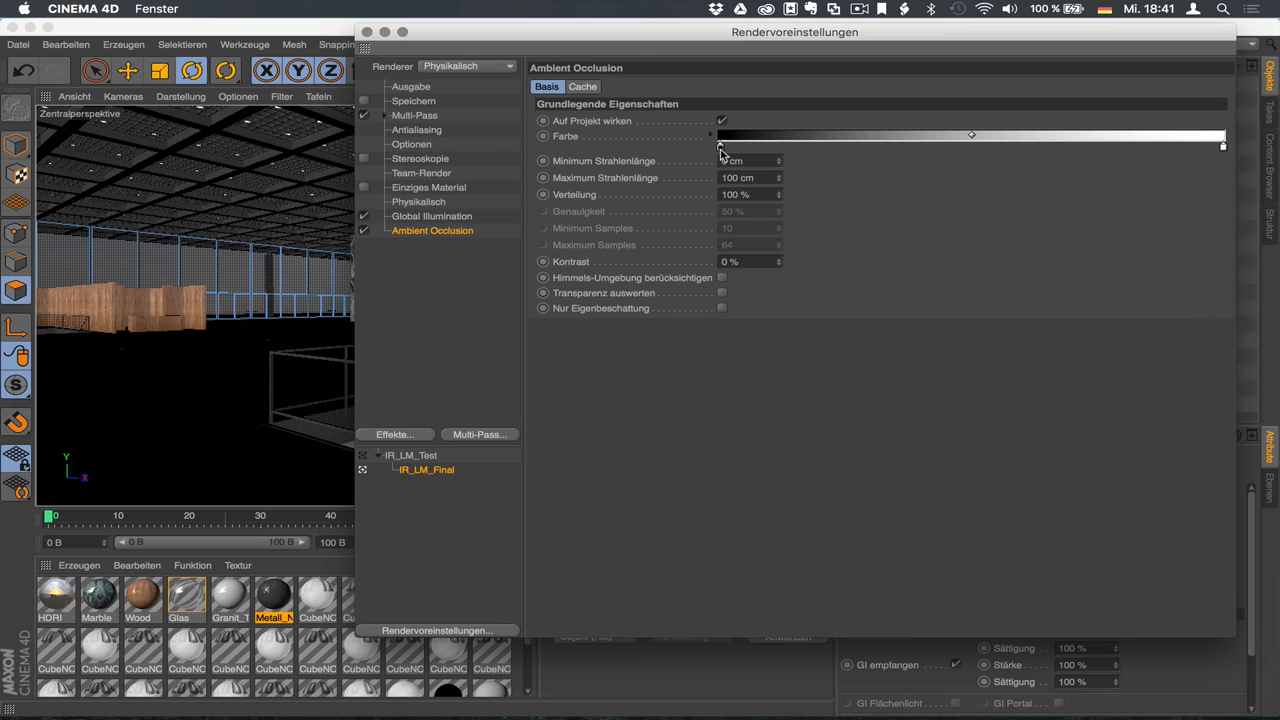 CINEMA 4D Fenster
100 % Mi. 18:41
Rendervoreinstellungen
Datei Bearbeiten Erzeugen Selektieren Werkzeuge Mesh Snapping
Renderer Physikalisch
Ambient Occlusion
Ausgabe
Basis Cache
Speichern
Grundlegende Eigenschaften
Ansicht Kameras Darstellung Optionen Filter Tafeln
Multi-Pass
Auf Projekt wirken
Zentralperspektive
Antialiasing
Farbe
Optionen
Stereoskopie
Minimum Strahlenlänge cm
Team-Render
Maximum Strahlenlänge 100 cm
Einziges Material
Verteilung 100 %
Physikalisch
Genauigkeit 50 %
Global Illumination
Minimum Samples 10
Ambient Occlusion
Maximum Samples 64
Kontrast 0 %
Himmels-Umgebung berücksichtigen
Transparenz auswerten
Nur Eigenbeschattung
Effekte... Multi-Pass...
IR_LM_Test
IR_LM_Final
Y
X
0 10 20 30 40
0 B 0 B 100 B 100 B
Erzeugen Bearbeiten Funktion Textur
HDRI Marble Wood Glas Granit_T Metall_N CubeNC
Rendervoreinstellungen...
CubeNC CubeNC CubeNC CubeNC CubeNC CubeNC CubeNC CubeNC CubeNC CubeNC CubeNC
MAXON CINEMA 4D
Objekte
Takes
Content Browser
Struktur
Attribute
Ebenen
Sättigung 100 %
GI empfangen Stärke 100 %
Sättigung 100 %
GI Flächenlicht GI Portal